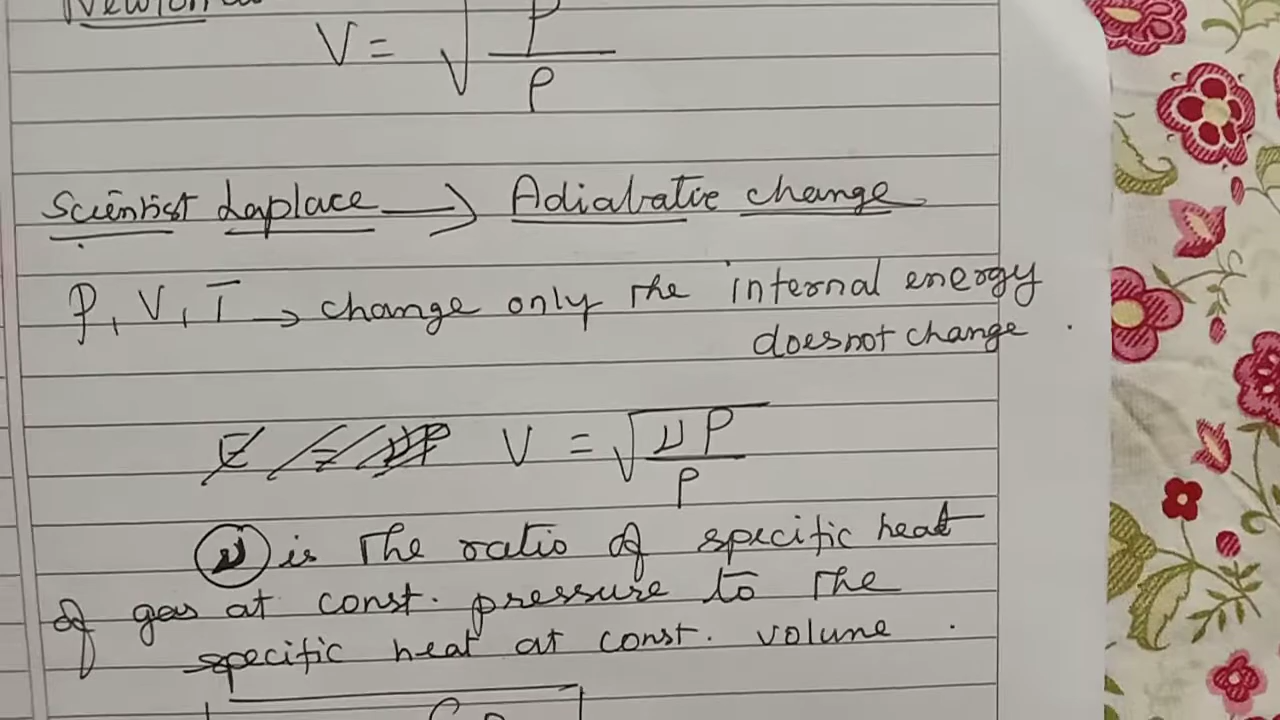 V = √P/ρ
Scientist Laplace → Adiabatic change.
P, V, T → change only the internal energy
doesnot change.
V = √νP/ρ
ν is the ratio of specific heat
of gas at const. pressure to the
specific heat at const. volume.